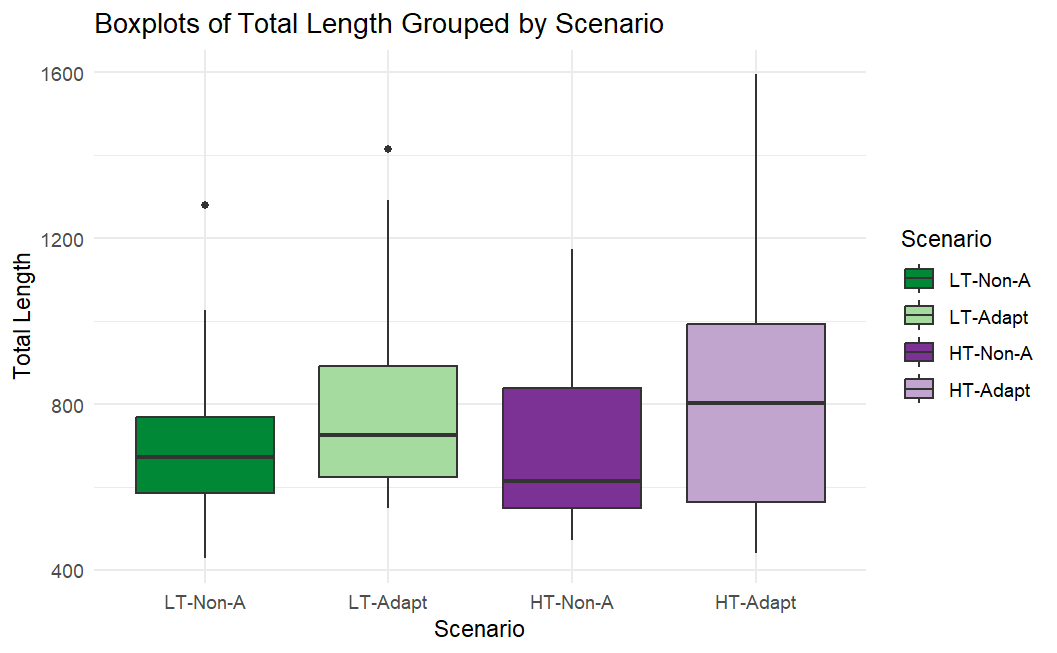 Boxplots of Total Length Grouped by Scenario
1600
1200
800
400
Total Length
LT-Non-A
LT-Adapt
HT-Non-A
HT-Adapt
Scenario
Scenario
LT-Non-A
LT-Adapt
HT-Non-A
HT-Adapt